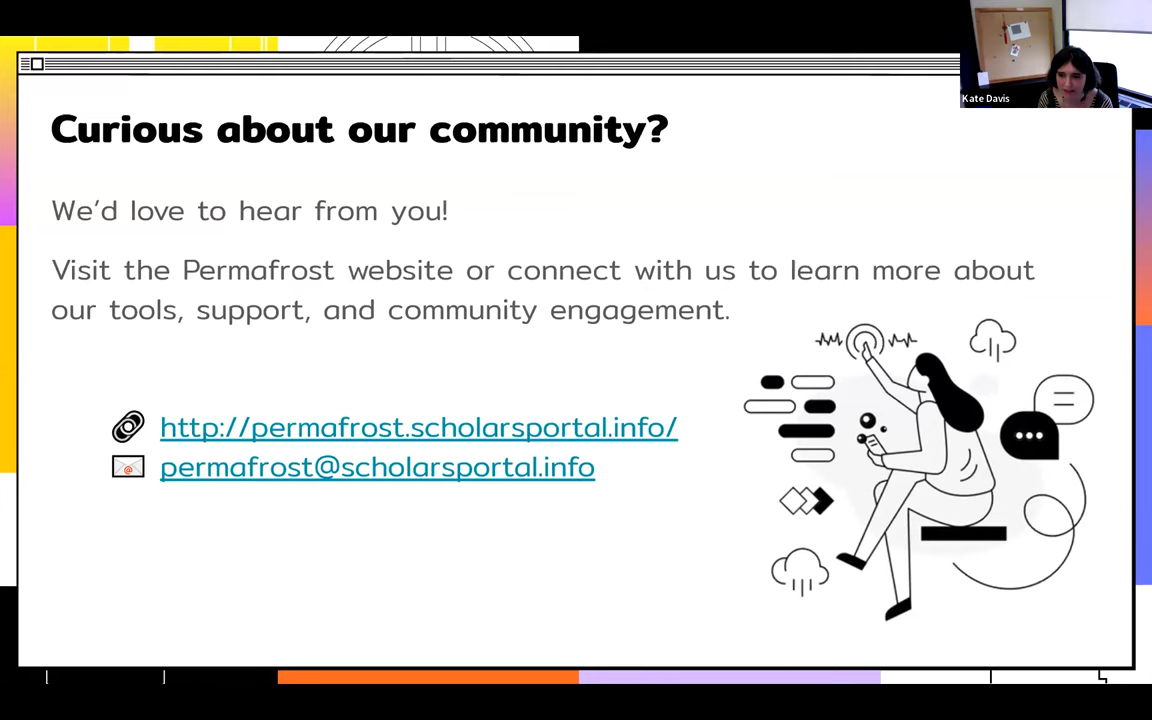 Kate Davis
Curious about our community?
We’d love to hear from you!
Visit the Permafrost website or connect with us to learn more about
our tools, support, and community engagement.
http://permafrost.scholarsportal.info/
permafrost@scholarsportal.info